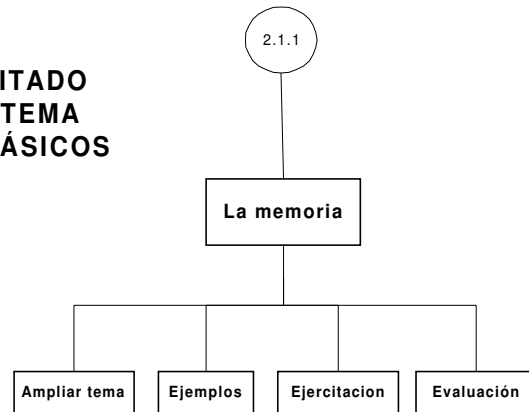 2.1.1
ITADO
TEMA
ÁSICOS
La memoria
Ampliar tema
Ejemplos
Ejercitacion
Evaluación